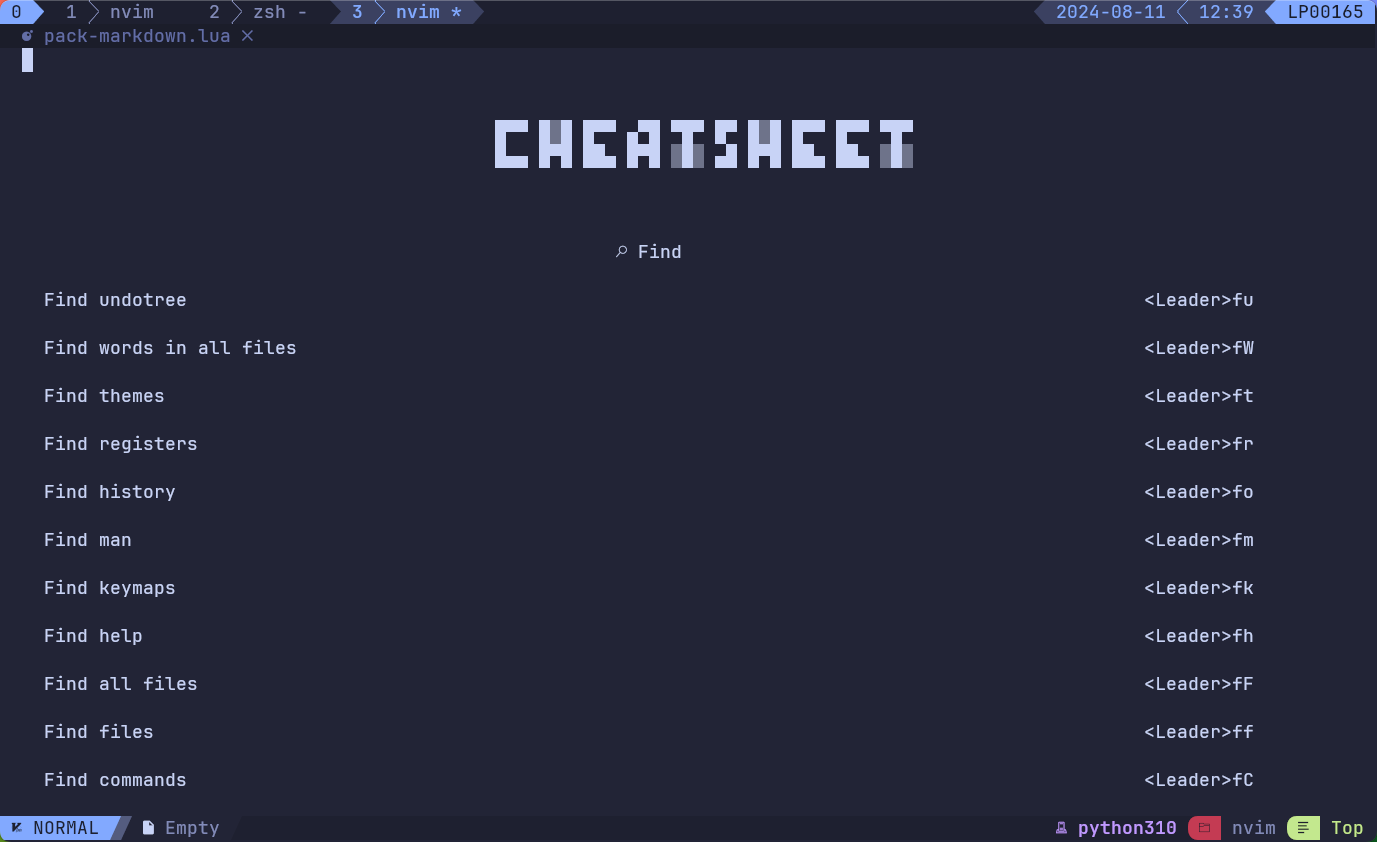 0 1 nvim 2 zsh - 3 nvim * 2024-08-11 12:39 LP00165
pack-markdown.lua ×
CHEATSHEET
Find
Find undotree <Leader>fu
Find words in all files <Leader>fW
Find themes <Leader>ft
Find registers <Leader>fr
Find history <Leader>fo
Find man <Leader>fm
Find keymaps <Leader>fk
Find help <Leader>fh
Find all files <Leader>fF
Find files <Leader>ff
Find commands <Leader>fC
NORMAL Empty python310 nvim Top